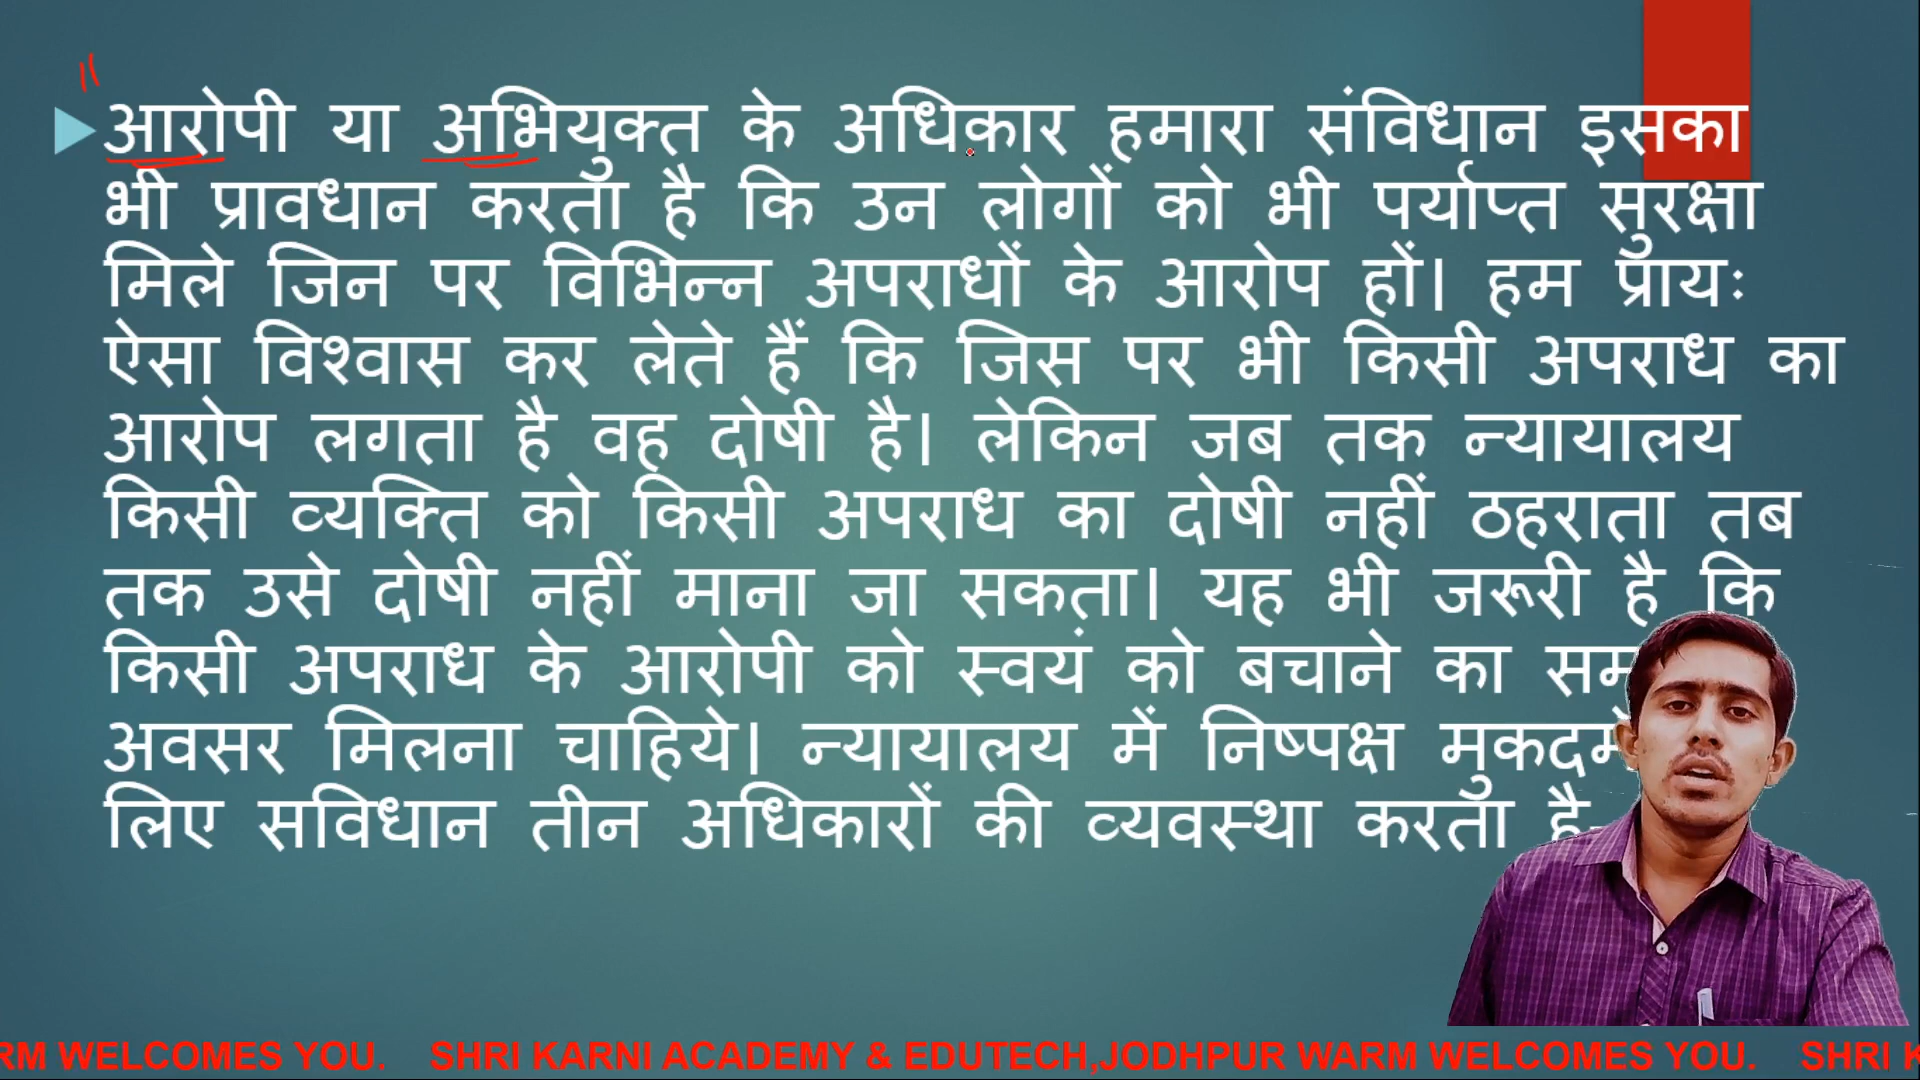 आरोपी या अभियुक्त के अधिकार हमारा संविधान इसका
भी प्रावधान करता है कि उन लोगों को भी पर्याप्त सुरक्षा
मिले जिन पर विभिन्न अपराधों के आरोप हों। हम प्रायः
ऐसा विश्वास कर लेते हैं कि जिस पर भी किसी अपराध का
आरोप लगता है वह दोषी है। लेकिन जब तक न्यायालय
किसी व्यक्ति को किसी अपराध का दोषी नहीं ठहराता तब
तक उसे दोषी नहीं माना जा सकता। यह भी जरूरी है कि
किसी अपराध के आरोपी को स्वयं को बचाने का
अवसर मिलना चाहिये। न्यायालय में निष्पक्ष
लिए सविधान तीन अधिकारों की व्यवस्था करता है-
RM WELCOMES YOU. SHRI KARNI ACADEMY & EDUTECH,JODHPUR WARM WELCOMES YOU. SHRI